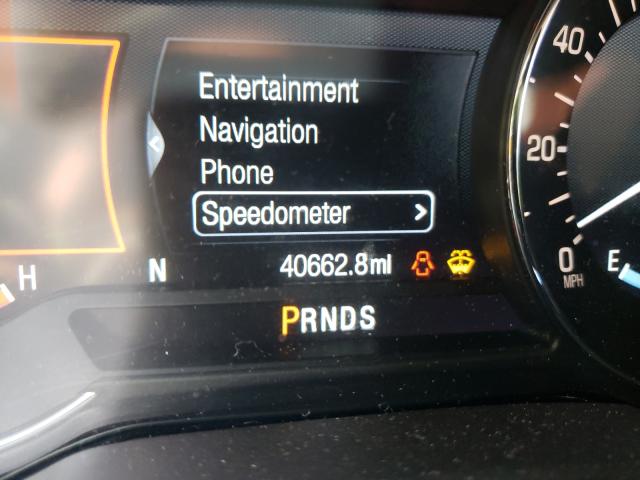 Entertainment
Navigation
Phone
Speedometer >
H N 40662.8mi
PRNDS
40
20
0
MPH
E